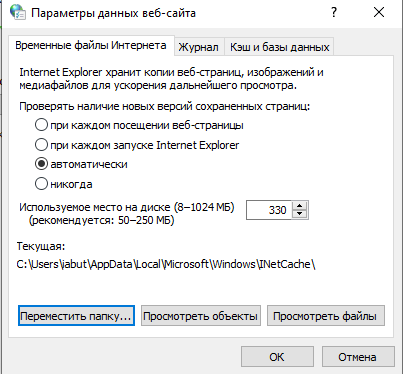 Параметры данных веб-сайта
Временные файлы Интернета Журнал Кэш и базы данных
Internet Explorer хранит копии веб-страниц, изображений и
медиафайлов для ускорения дальнейшего просмотра.
Проверять наличие новых версий сохраненных страниц:
при каждом посещении веб-страницы
при каждом запуске Internet Explorer
автоматически
никогда
Используемое место на диске (8–1024 МБ) 330
(рекомендуется: 50–250 МБ)
Текущая:
C:\Users\iabut\AppData\Local\Microsoft\Windows\INetCache\
Переместить папку... Просмотреть объекты Просмотреть файлы
ОК Отмена